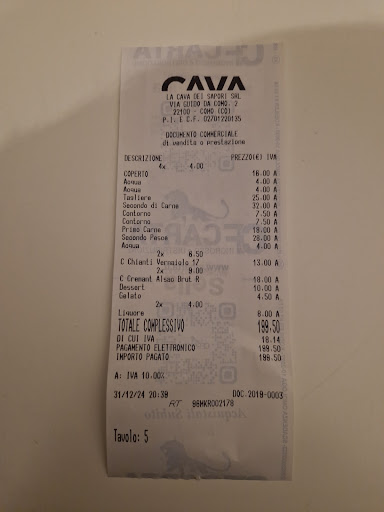 CAVA
LA CAVA DEI SAPORI SRL
VIA GUIDO DA COMO, 2
22100 - COMO (CO)
P.I. E C.F. 02701220135
DOCUMENTO COMMERCIALE
di vendita o prestazione
DESCRIZIONE PREZZO(€) IVA
4x 4.00
COPERTO 16.00 A
Acqua 4.00 A
Acqua 4.00 A
Tagliere 25.00 A
Secondo di Carne 32.00 A
Contorno 7.50 A
Contorno 7.50 A
Primo Carne 18.00 A
Secondo Pesce 28.00 A
Acqua 4.00 A
2x 6.50
C Chianti Vernaiolo 17 13.00 A
2x 9.00
C Cremant Alsac Brut R 18.00 A
Dessert 10.00 A
Gelato 4.50 A
2x 4.00
Liquore 8.00 A
TOTALE COMPLESSIVO 199.50
DI CUI IVA 18.14
PAGAMENTO ELETTRONICO 199.50
IMPORTO PAGATO 199.50
A: IVA 10.00%
31/12/24 20:39 DOC.2019-0003
RT 96MKR002178
Tavolo: 5